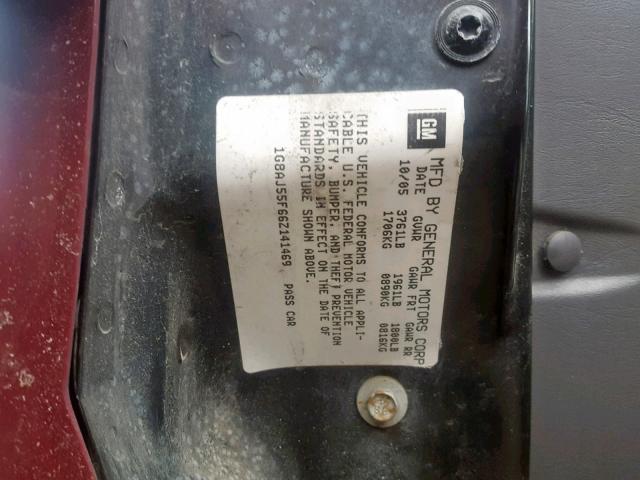 GM MFD BY GENERAL MOTORS CORP
DATE GVWR GAWR FRT GAWR RR
10/05 3761LB 1961LB 1800LB
1706KG 0890KG 0816KG
THIS VEHICLE CONFORMS TO ALL APPLI-
CABLE U.S. FEDERAL MOTOR VEHICLE
SAFETY, BUMPER, AND THEFT PREVENTION
STANDARDS IN EFFECT ON THE DATE OF
MANUFACTURE SHOWN ABOVE.
1G8AJ55F66Z141469 PASS CAR